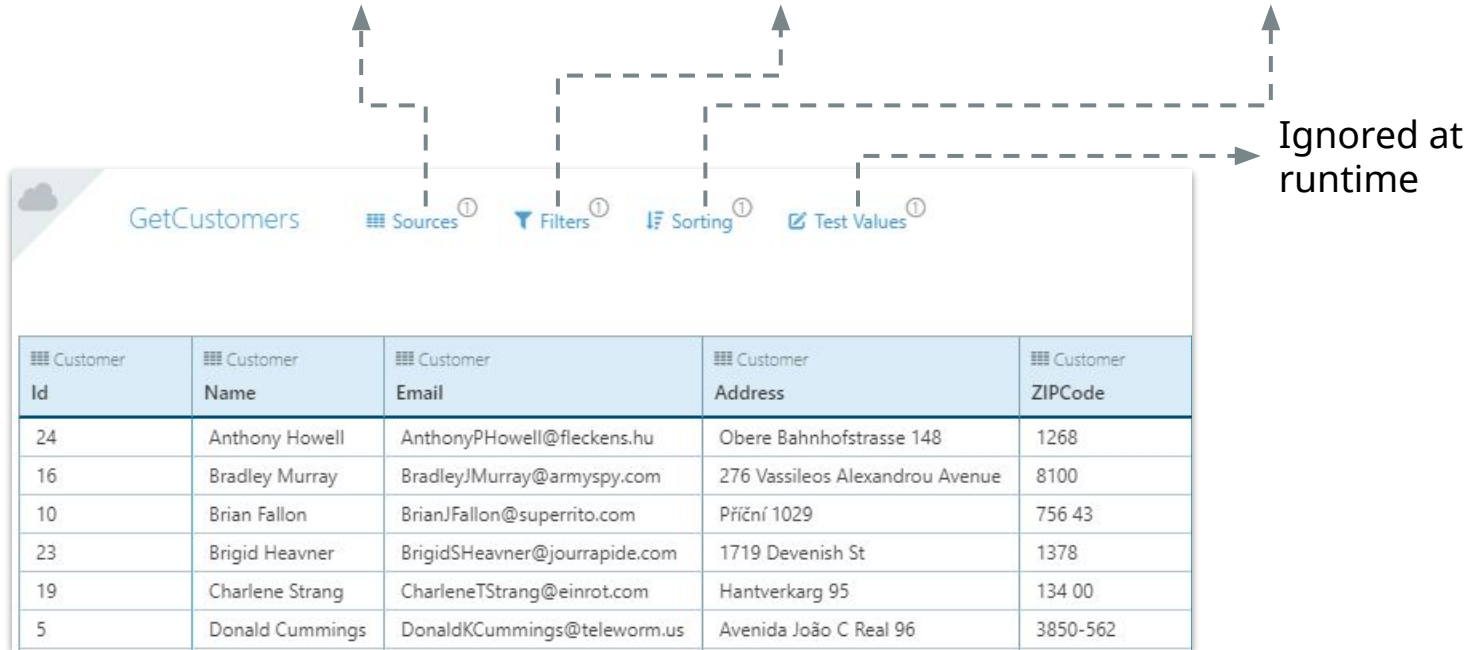 Ignored at
runtime
GetCustomers Sources 1 Filters 1 Sorting 1 Test Values 1
Customer Customer Customer Customer Customer
Id Name Email Address ZIPCode
24 Anthony Howell AnthonyPHowell@fleckens.hu Obere Bahnhofstrasse 148 1268
16 Bradley Murray BradleyJMurray@armyspy.com 276 Vassileos Alexandrou Avenue 8100
10 Brian Fallon BrianJFallon@superrito.com Příční 1029 756 43
23 Brigid Heavner BrigidSHeavner@jourrapide.com 1719 Devenish St 1378
19 Charlene Strang CharleneTStrang@einrot.com Hantverkarg 95 134 00
5 Donald Cummings DonaldKCummings@teleworm.us Avenida João C Real 96 3850-562